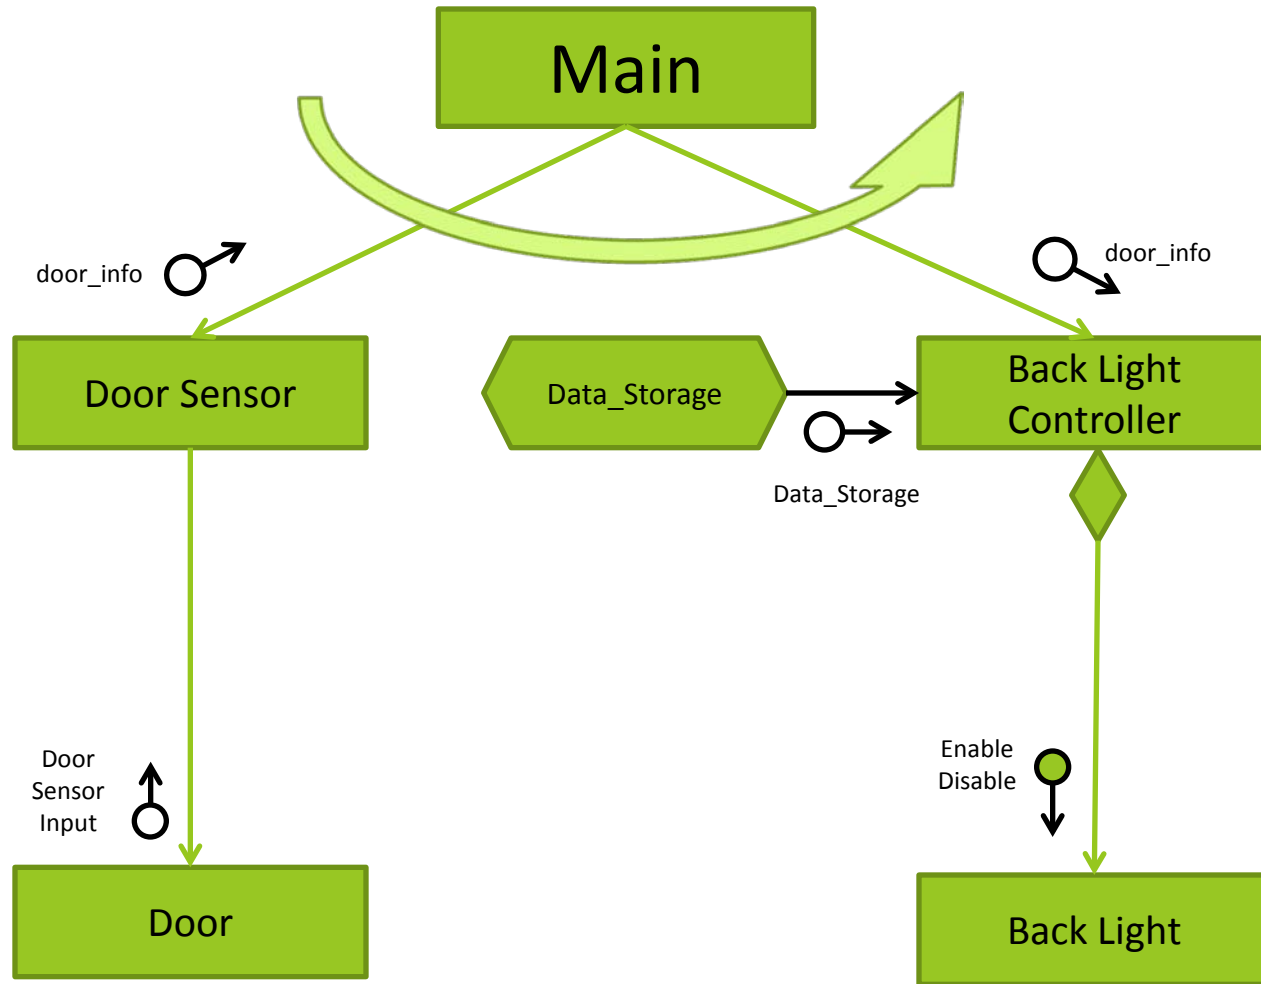 Main
door_info
door_info
Door Sensor
Data_Storage
Back Light
Controller
Data_Storage
Door
Sensor
Input
Enable
Disable
Door
Back Light